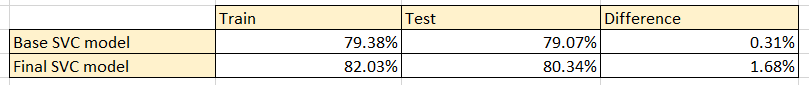 Train Test Difference
Base SVC model 79.38% 79.07% 0.31%
Final SVC model 82.03% 80.34% 1.68%